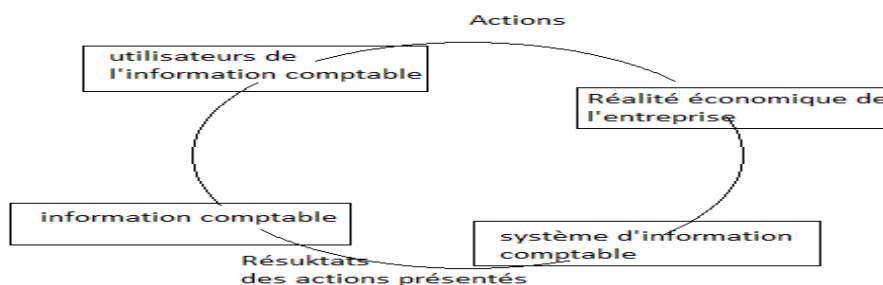 Actions
utilisateurs de
l'information comptable
Réalité économique de
l'entreprise
information comptable
système d'information
comptable
Résuktats
des actions présentés